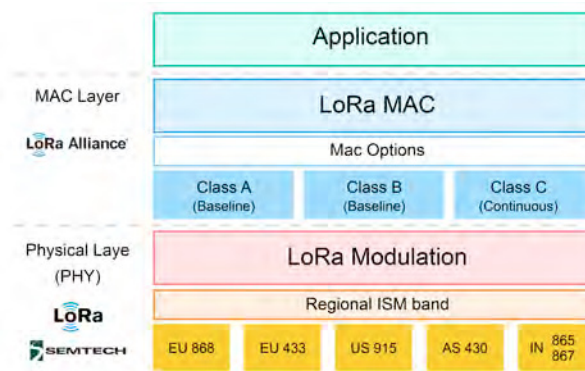 Application
MAC Layer
LoRa Alliance
LoRa MAC
Mac Options
Class A
(Baseline)
Class B
(Baseline)
Class C
(Continuous)
Physical Laye
(PHY)
LoRa
SEMTECH
LoRa Modulation
Regional ISM band
EU 868
EU 433
US 915
AS 430
IN 865
867